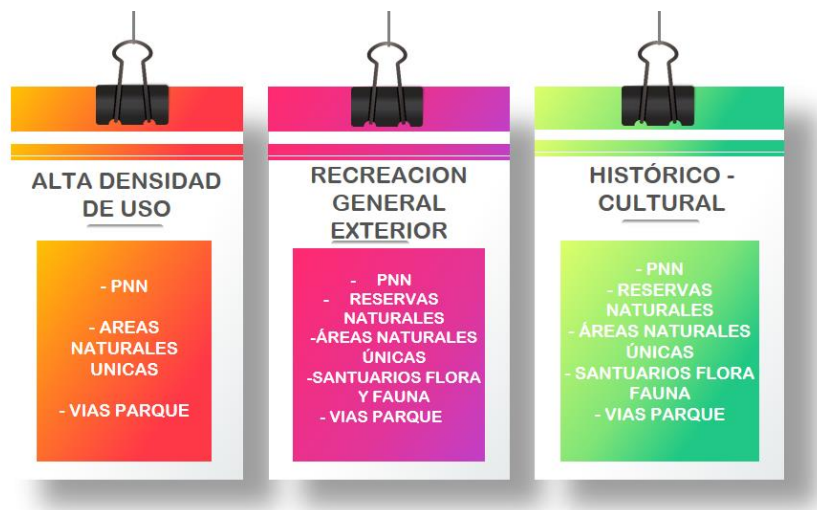 ALTA DENSIDAD
DE USO
- PNN
- AREAS
NATURALES
UNICAS
- VIAS PARQUE
RECREACION
GENERAL
EXTERIOR
- PNN
- RESERVAS
NATURALES
-ÁREAS NATURALES
ÚNICAS
-SANTUARIOS FLORA
Y FAUNA
- VIAS PARQUE
HISTÓRICO -
CULTURAL
- PNN
- RESERVAS
NATURALES
- ÁREAS NATURALES
ÚNICAS
- SANTUARIOS FLORA
FAUNA
- VIAS PARQUE